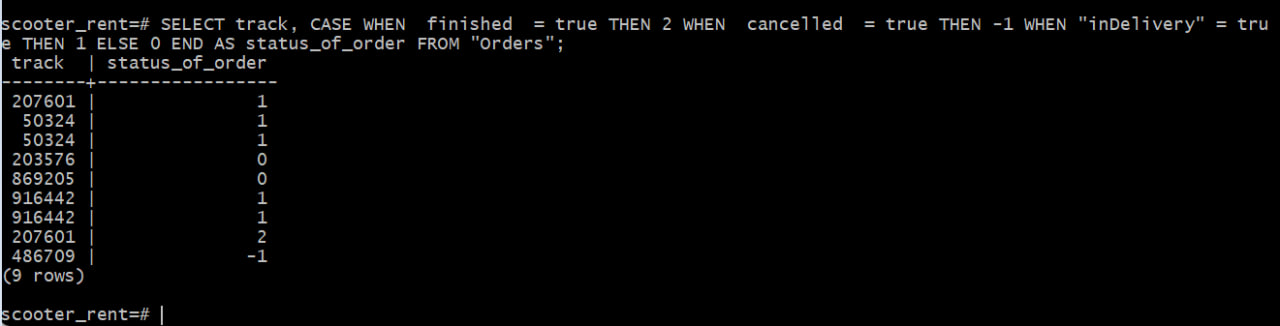 scooter_rent=# SELECT track, CASE WHEN  finished  = true THEN 2 WHEN  cancelled  = true THEN -1 WHEN "inDelivery" = tru
e THEN 1 ELSE 0 END AS status_of_order FROM "Orders";
 track  | status_of_order
--------+-----------------
 207601 |               1
  50324 |               1
  50324 |               1
 203576 |               0
 869205 |               0
 916442 |               1
 916442 |               1
 207601 |               2
 486709 |              -1
(9 rows)
scooter_rent=#